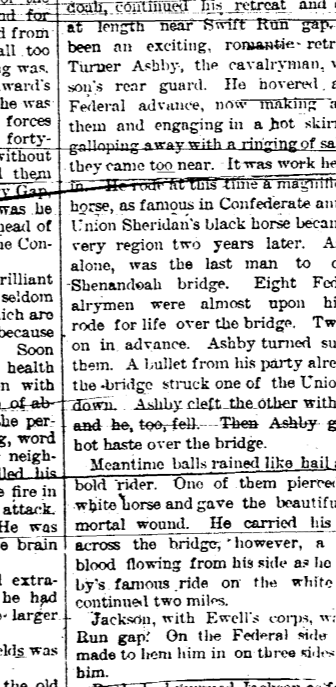 the
for
d from
all too
g was.
ward's
he was
forces
forty-
without
d them
y Gap,
was he
head of
he Con-
rilliant
seldom
ich are
because
Soon
health
n with
n of ab-
he per-
g, word
neigh-
lled his
e fire in
attack.
He was
e brain
l extra-
he had
larger
elds was
the old
doah, continued his retreat and
at length near Swift Run gap.
been an exciting, romantic retr
Turner Ashby, the cavalryman, w
son's rear guard. He hovered a
Federal advance, now making a
them and engaging in a hot skir
galloping away with a ringing of sa
they came too near. It was work he
in. He rode at this time a magnifi
horse, as famous in Confederate an
Union Sheridan's black horse becam
very region two years later. A
alone, was the last man to c
Shenandoah bridge. Eight Fed
alrymen were almost upon hi
rode for life over the bridge. Tw
on in advance. Ashby turned su
them. A bullet from his party alre
the bridge struck one of the Unio
down. Ashby cleft the other with
and he, too, fell. Then Ashby g
hot haste over the bridge.
Meantime balls rained like hail a
bold rider. One of them pierce
white horse and gave the beautifu
mortal wound. He carried his
across the bridge, however, a
blood flowing from his side as he
by's famous ride on the white
continued two miles.
Jackson, with Ewell's corps, w
Run gap. On the Federal side
made to hem him in on three sides
him.